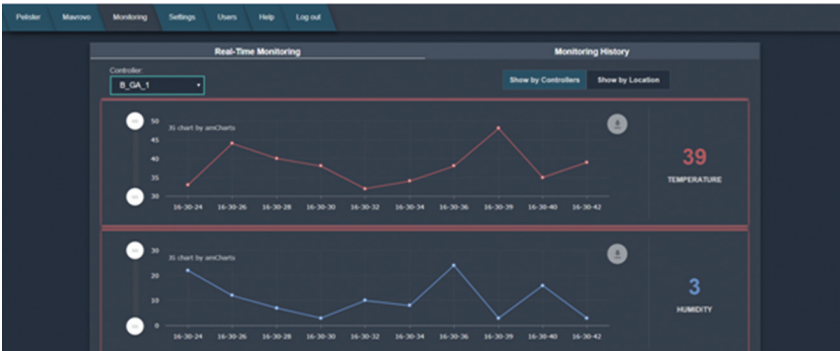 Pelister Mavrovo Monitoring Settings Users Help Log out
Real-Time Monitoring Monitoring History
Controller:
B_GA_1
Show by Controllers Show by Location
50
JS chart by amCharts
45
40
35
30
16-30-24 16-30-26 16-30-28 16-30-30 16-30-32 16-30-34 16-30-36 16-30-39 16-30-40 16-30-42
39
TEMPERATURE
30
JS chart by amCharts
20
10
0
16-30-24 16-30-26 16-30-28 16-30-30 16-30-32 16-30-34 16-30-36 16-30-39 16-30-40 16-30-42
3
HUMIDITY